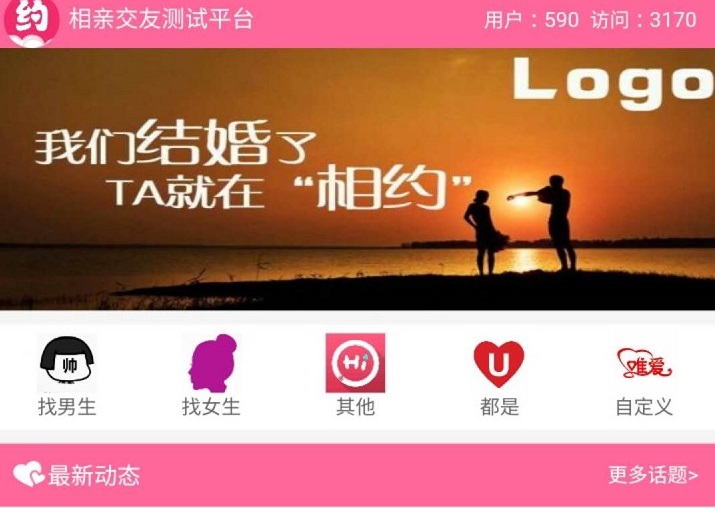 约
相亲交友测试平台
用户：590 访问：3170
Logo
我们结婚了
TA就在“相约”
帅
Hi
U
唯爱
找男生
找女生
其他
都是
自定义
最新动态
更多话题>